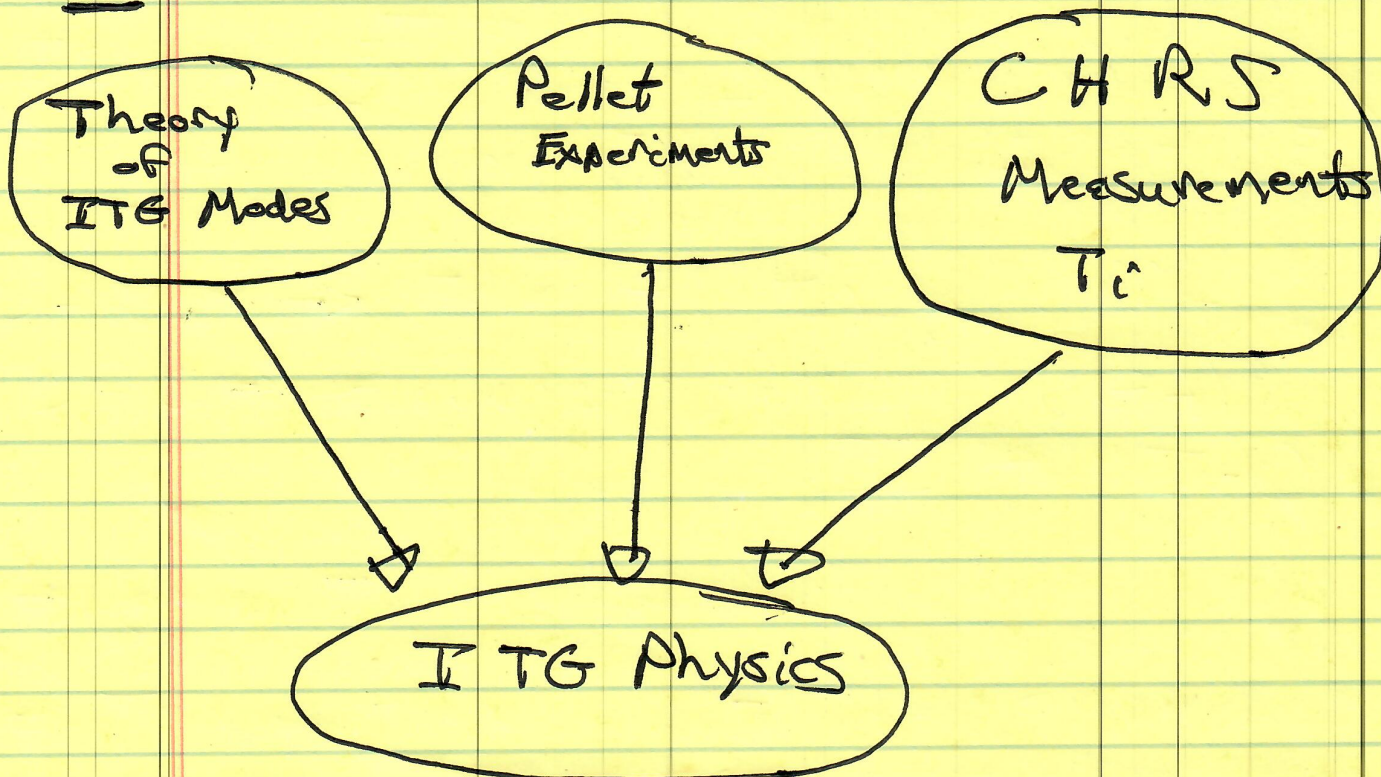 Theory
of
ITG Modes
Pellet
Experiments
CHRS
Measurements
Ti
ITG Physics